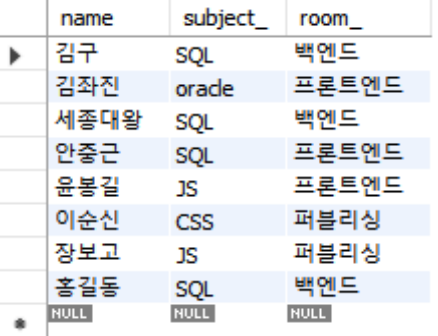 name subject_ room_
김구 SQL 백엔드
김좌진 oracle 프론트엔드
세종대왕 SQL 백엔드
안중근 SQL 프론트엔드
윤봉길 JS 프론트엔드
이순신 CSS 퍼블리싱
장보고 JS 퍼블리싱
홍길동 SQL 백엔드
NULL NULL NULL